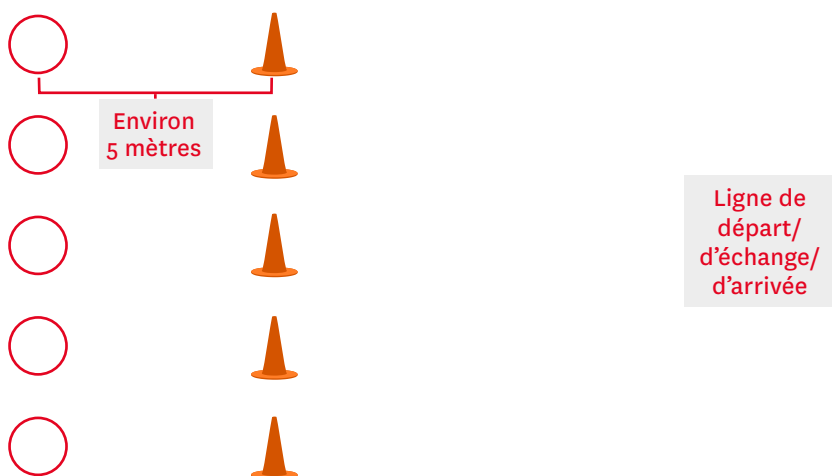 Environ
5 mètres
Ligne de
départ/
d'échange/
d'arrivée